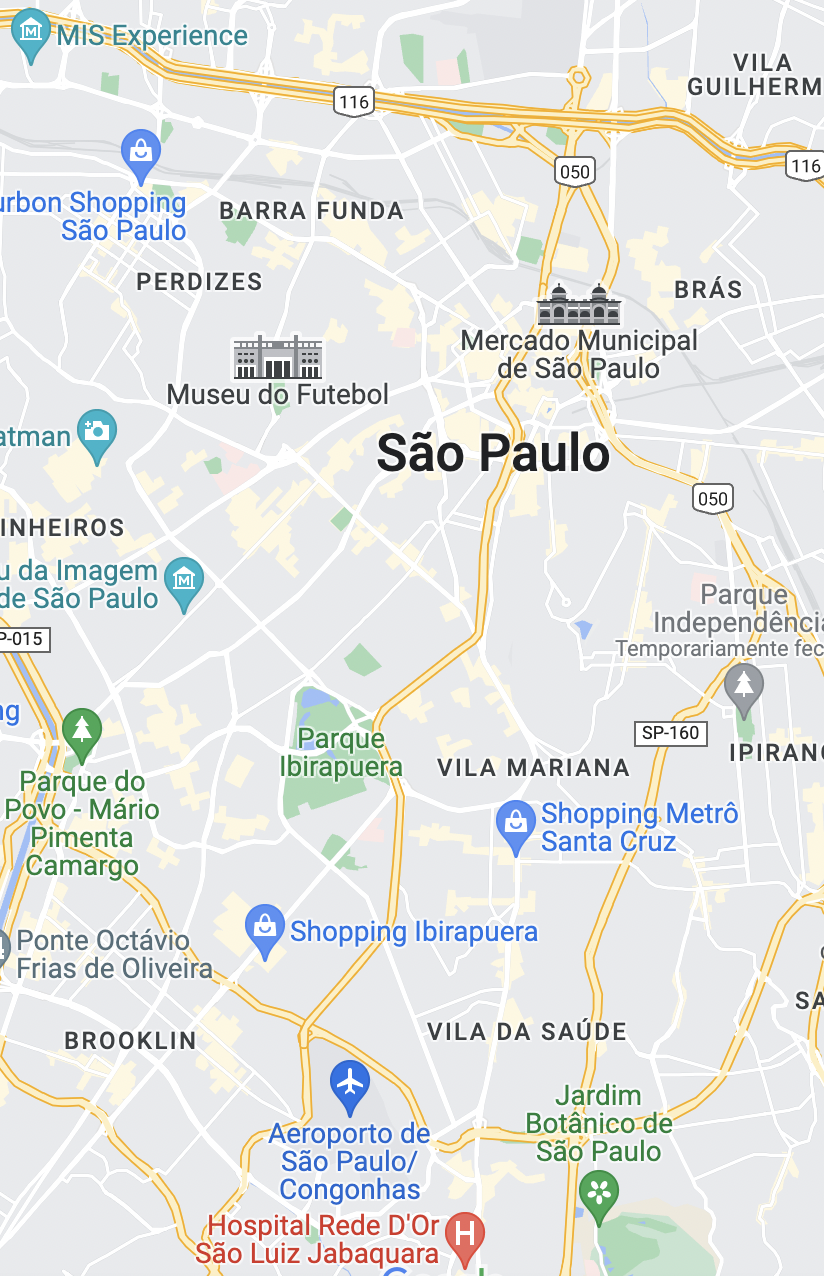 MIS Experience
VILA
GUILHERM
116
116
050
urbon Shopping
São Paulo
BARRA FUNDA
PERDIZES
BRÁS
Mercado Municipal
de São Paulo
Museu do Futebol
atman
São Paulo
050
INHEIROS
u da Imagem
de São Paulo
Parque
Independência
Temporariamente fec
P-015
ng
SP-160
Parque
Ibirapuera
VILA MARIANA
IPIRANG
Parque do
Povo - Mário
Pimenta
Camargo
Shopping Metrô
Santa Cruz
Shopping Ibirapuera
Ponte Octávio
Frias de Oliveira
SA
BROOKLIN
VILA DA SAÚDE
Jardim
Botânico de
São Paulo
Aeroporto de
São Paulo/
Congonhas
Hospital Rede D'Or
São Luiz Jabaquara
H